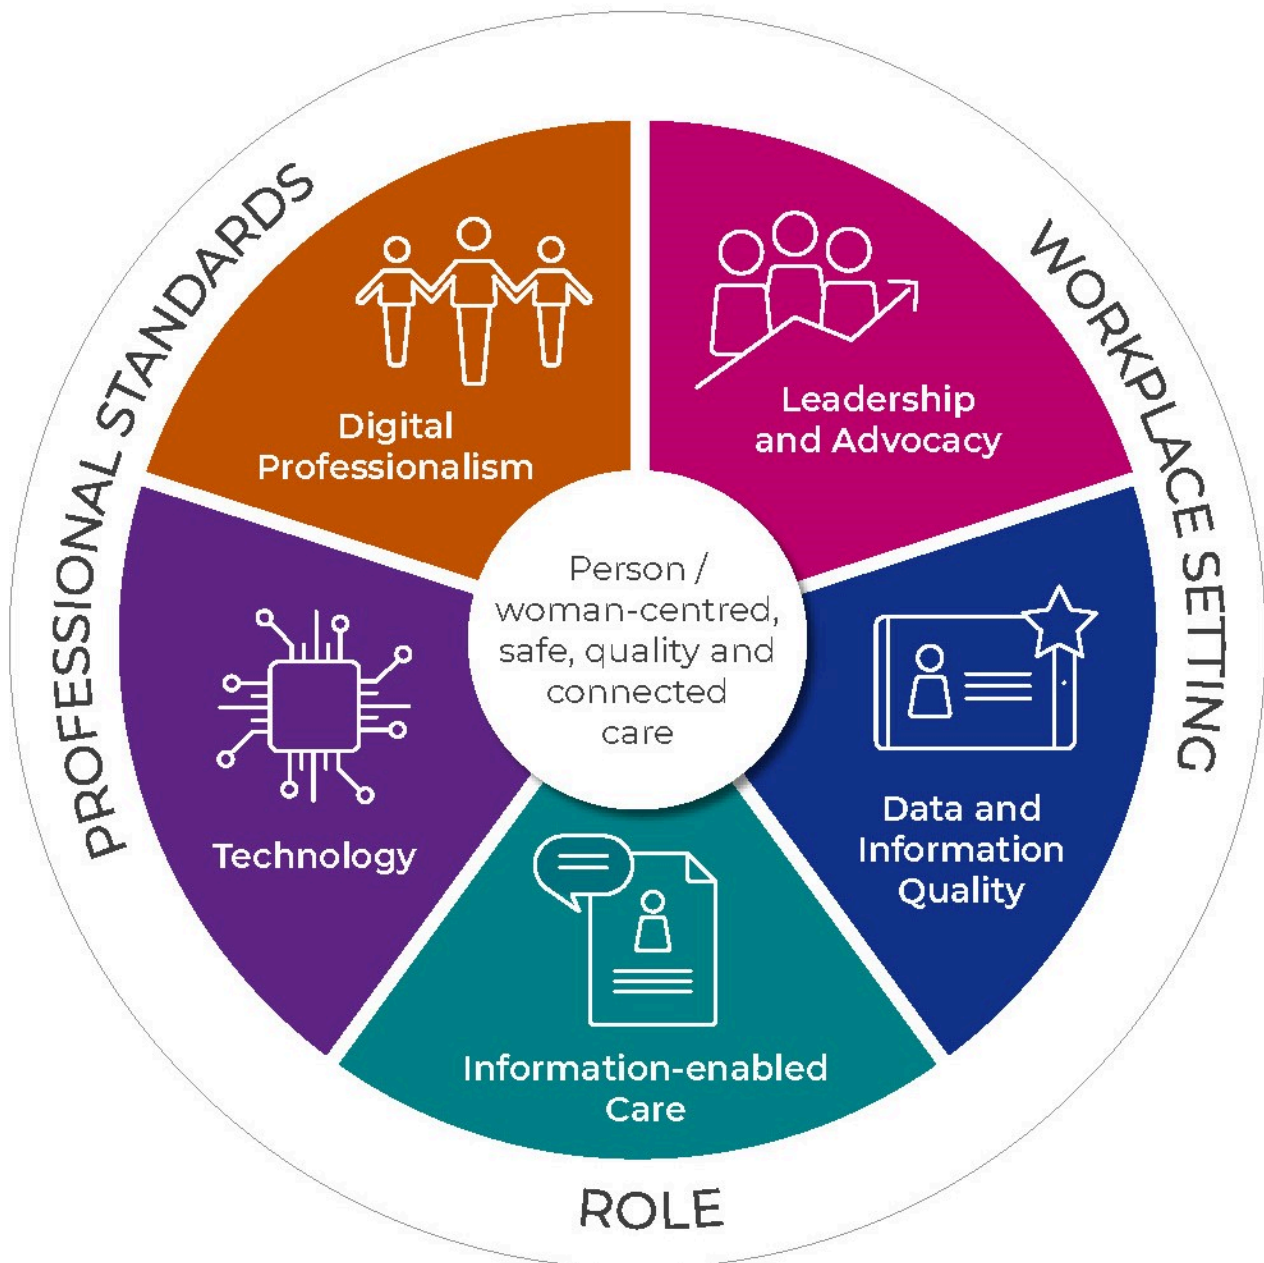 PROFESSIONAL STANDARDS
WORKPLACE SETTING
Digital
Professionalism
Leadership
and Advocacy
Person /
woman-centred,
safe, quality and
connected
care
Technology
Data and
Information
Quality
Information-enabled
Care
ROLE